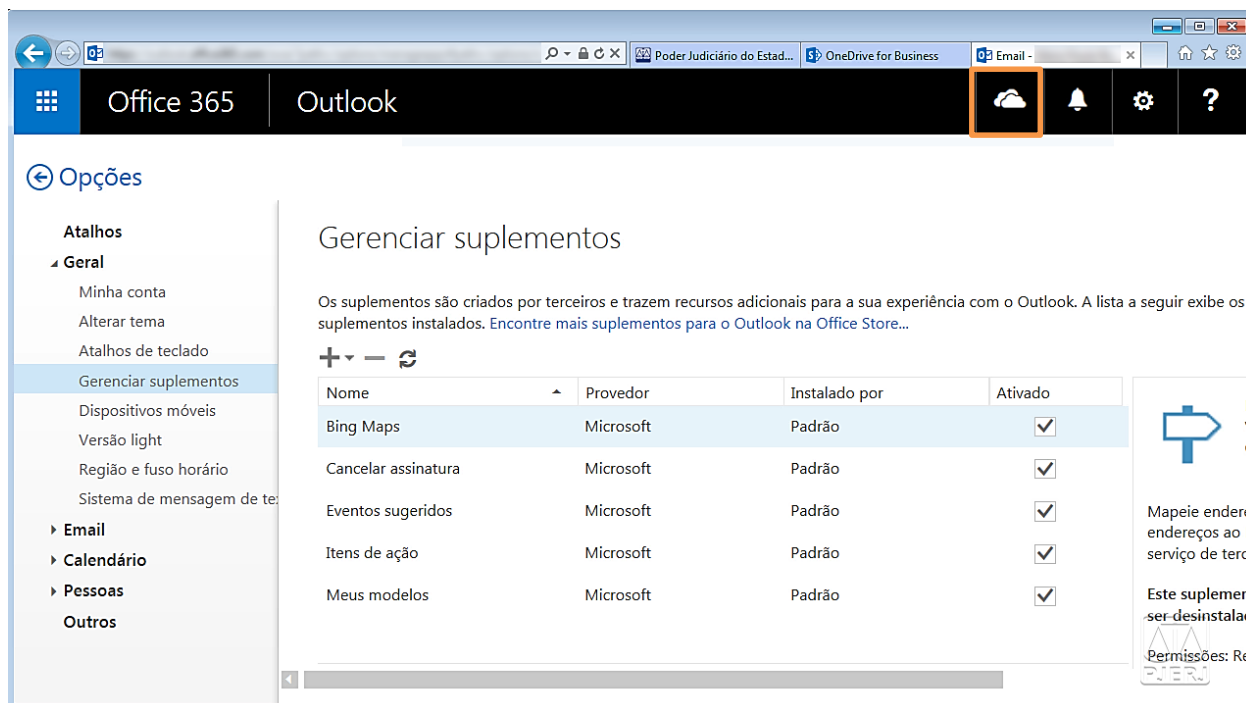 Poder Judiciário do Estad...
OneDrive for Business
Email -
Office 365
Outlook
?
Opções
Atalhos
Geral
Minha conta
Alterar tema
Atalhos de teclado
Gerenciar suplementos
Dispositivos móveis
Versão light
Região e fuso horário
Sistema de mensagem de te
Email
Calendário
Pessoas
Outros
Gerenciar suplementos
Os suplementos são criados por terceiros e trazem recursos adicionais para a sua experiência com o Outlook. A lista a seguir exibe os
suplementos instalados. Encontre mais suplementos para o Outlook na Office Store...
Nome Provedor Instalado por Ativado
Bing Maps Microsoft Padrão
Cancelar assinatura Microsoft Padrão
Eventos sugeridos Microsoft Padrão
Itens de ação Microsoft Padrão
Meus modelos Microsoft Padrão
Mapeie ender
endereços ao
serviço de terc
Este suplemen
ser desinstala
Permissões: Re
PJERJ